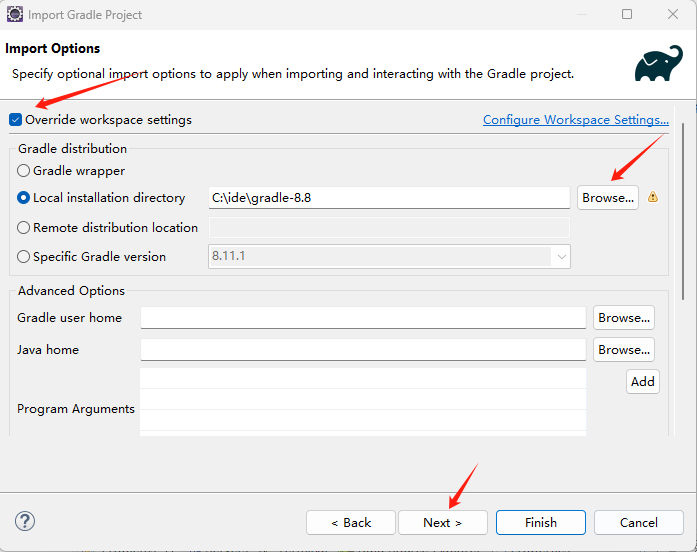 Import Gradle Project
Import Options
Specify optional import options to apply when importing and interacting with the Gradle project.
Override workspace settings
Configure Workspace Settings...
Gradle distribution
Gradle wrapper
Local installation directory
C:\ide\gradle-8.8
Browse...
Remote distribution location
Specific Gradle version
8.11.1
Advanced Options
Gradle user home
Browse...
Java home
Browse...
Add
Program Arguments
?
< Back
Next >
Finish
Cancel